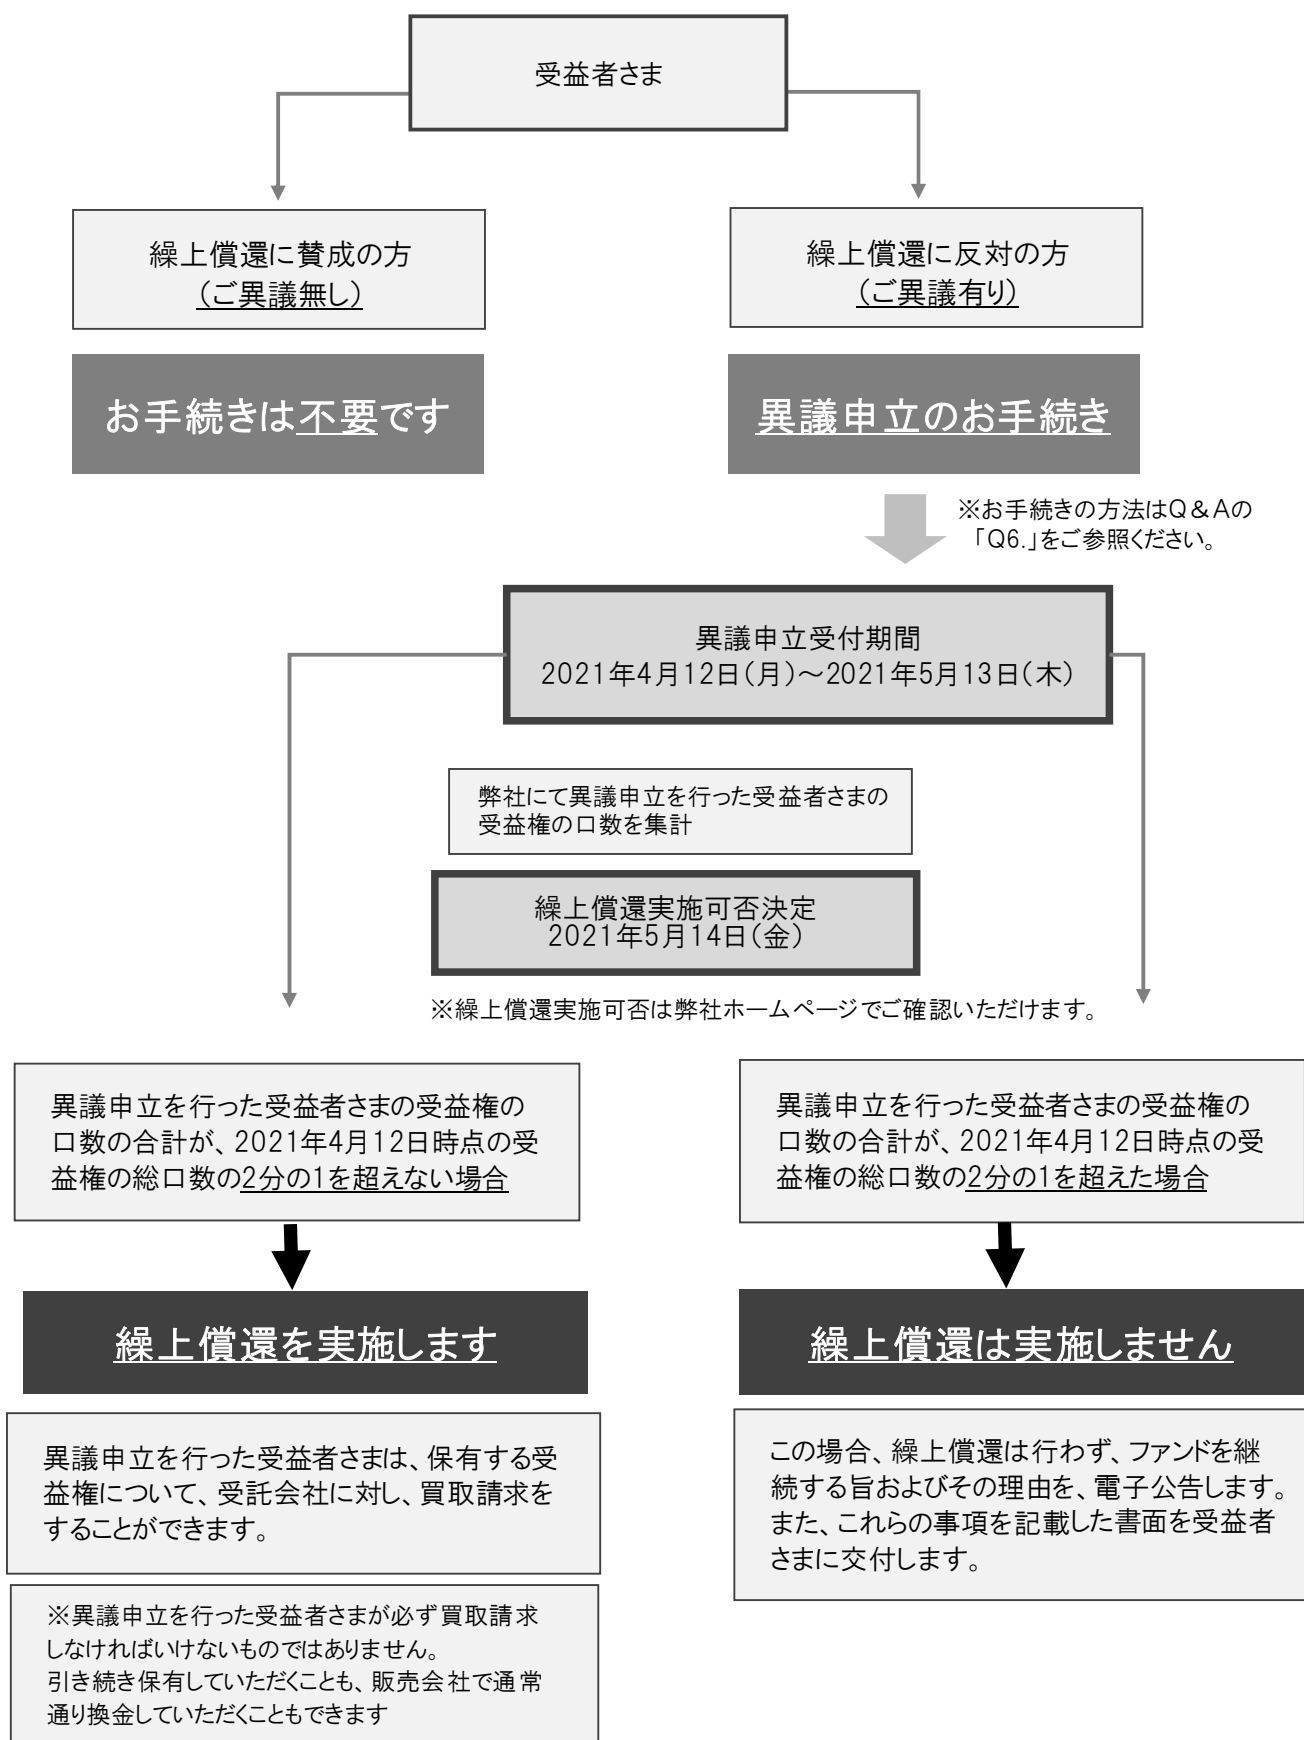 受益者さま
繰上償還に賛成の方
（ご異議無し）
お手続きは不要です
繰上償還に反対の方
（ご異議有り）
異議申立のお手続き
※お手続きの方法はＱ＆Ａの
「Ｑ６．」をご参照ください。
異議申立受付期間
２０２１年４月１２日（月）～２０２１年５月１３日（木）
弊社にて異議申立を行った受益者さまの
受益権の口数を集計
繰上償還実施可否決定
２０２１年５月１４日（金）
※繰上償還実施可否は弊社ホームページでご確認いただけます。
異議申立を行った受益者さまの受益権の
口数の合計が、２０２１年４月１２日時点の受
益権の総口数の２分の１を超えない場合
繰上償還を実施します
異議申立を行った受益者さまは、保有する受
益権について、受託会社に対し、買取請求を
することができます。
※異議申立を行った受益者さまが必ず買取請求
しなければいけないものではありません。
引き続き保有していただくことも、販売会社で通常
通り換金していただくこともできます
異議申立を行った受益者さまの受益権の
口数の合計が、２０２１年４月１２日時点の受
益権の総口数の２分の１を超えた場合
繰上償還は実施しません
この場合、繰上償還は行わず、ファンドを継
続する旨およびその理由を、電子公告します。
また、これらの事項を記載した書面を受益者
さまに交付します。